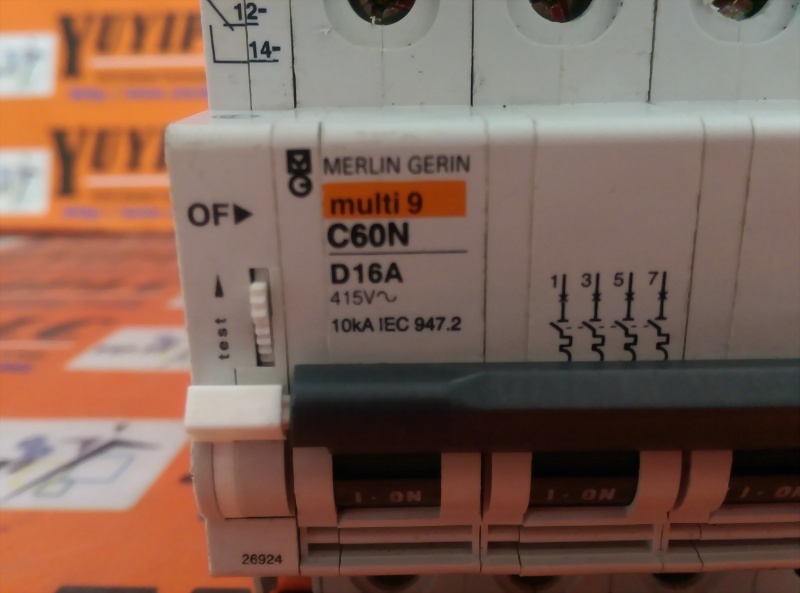 12-
14-
MERLIN GERIN
OF▶
multi 9
C60N
D16A
415V~
10kA IEC 947.2
test
1 3 5 7
I - ON
I - ON
26924